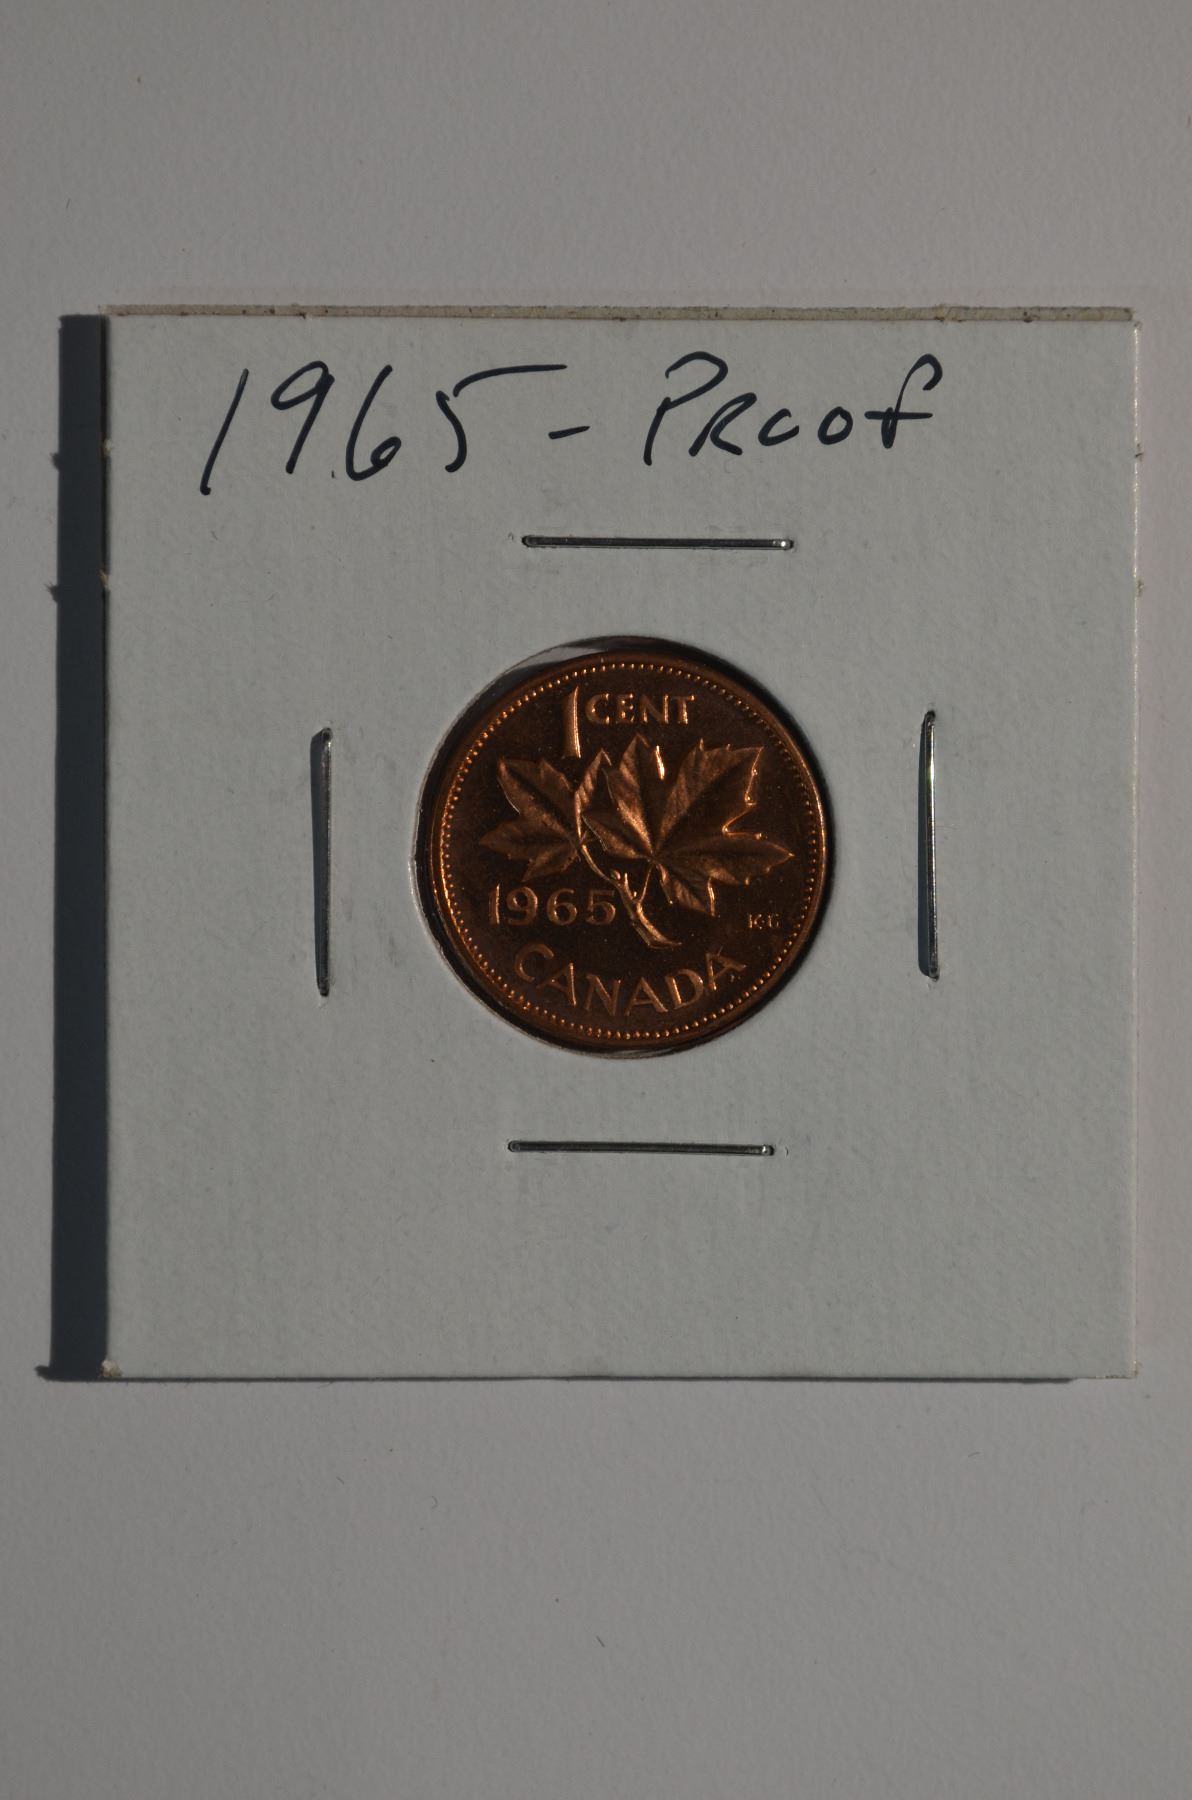 1965 - Proof
1 CENT
1965
K·G
CANADA